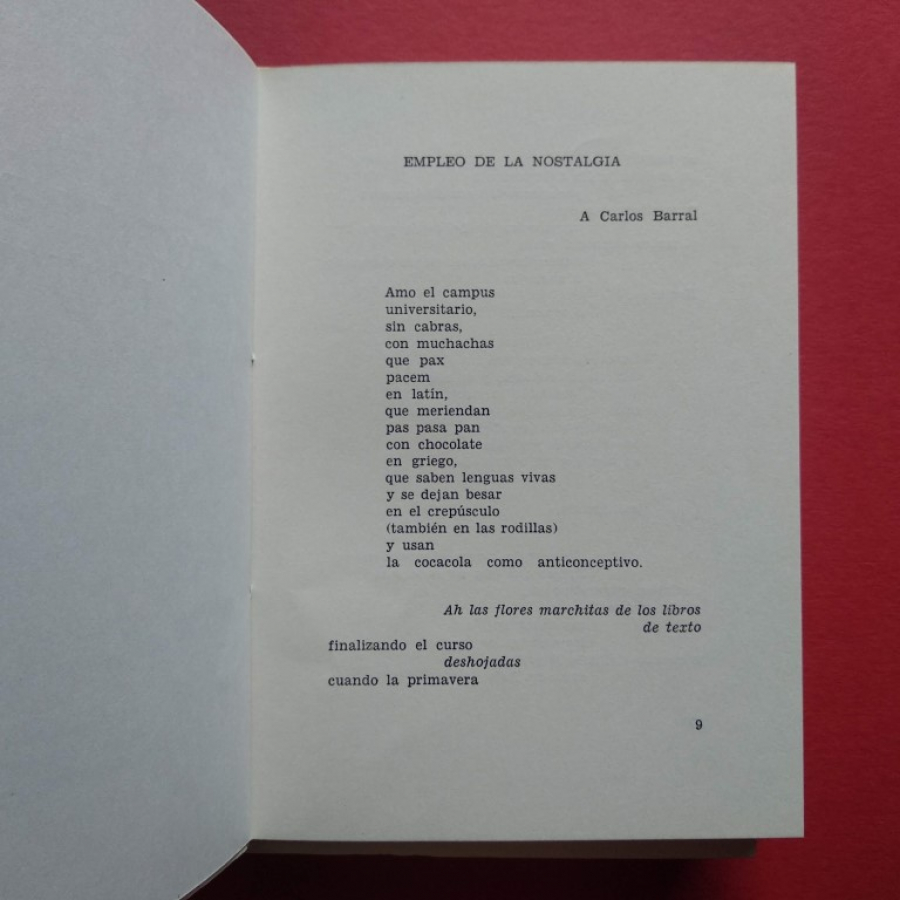 EMPLEO DE LA NOSTALGIA
A Carlos Barral
Amo el campus
universitario,
sin cabras,
con muchachas
que pax
pacem
en latín,
que meriendan
pas pasa pan
con chocolate
en griego,
que saben lenguas vivas
y se dejan besar
en el crepúsculo
(también en las rodillas)
y usan
la cocacola como anticonceptivo.
Ah las flores marchitas de los libros
de texto
finalizando el curso
deshojadas
cuando la primavera
9